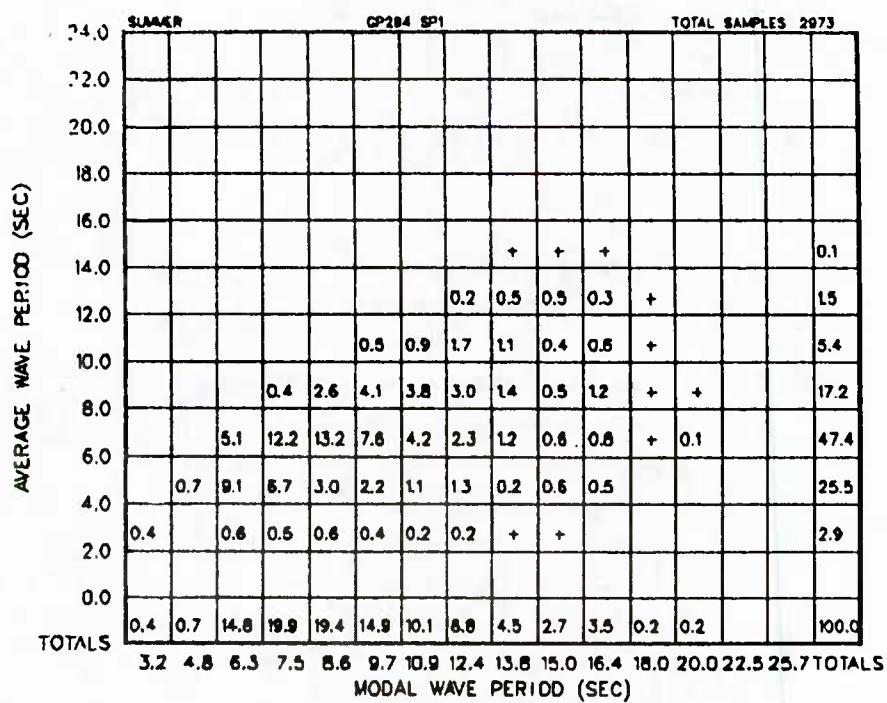 SUMMER GP284 SP1 TOTAL SAMPLES 2973
24.0
22.0
20.0
18.0
16.0
+ + + 0.1
14.0
0.2 0.5 0.5 0.3 + 1.5
12.0
0.5 0.9 1.7 1.1 0.4 0.6 + 5.4
10.0
0.4 2.6 4.1 3.8 3.0 1.4 0.5 1.2 + + 17.2
8.0
5.1 12.2 13.2 7.6 4.2 2.3 1.2 0.6 0.8 + 0.1 47.4
6.0
0.7 9.1 6.7 3.0 2.2 1.1 1.3 0.2 0.6 0.5 25.5
4.0
0.4 0.6 0.5 0.6 0.4 0.2 0.2 + + 2.9
2.0
0.0
TOTALS 0.4 0.7 14.8 19.9 19.4 14.9 10.1 8.8 4.5 2.7 3.5 0.2 0.2 100.0
3.2 4.8 6.3 7.5 8.6 9.7 10.9 12.4 13.8 15.0 16.4 18.0 20.0 22.5 25.7 TOTALS
MODAL WAVE PERIOD (SEC)
AVERAGE WAVE PERIOD (SEC)